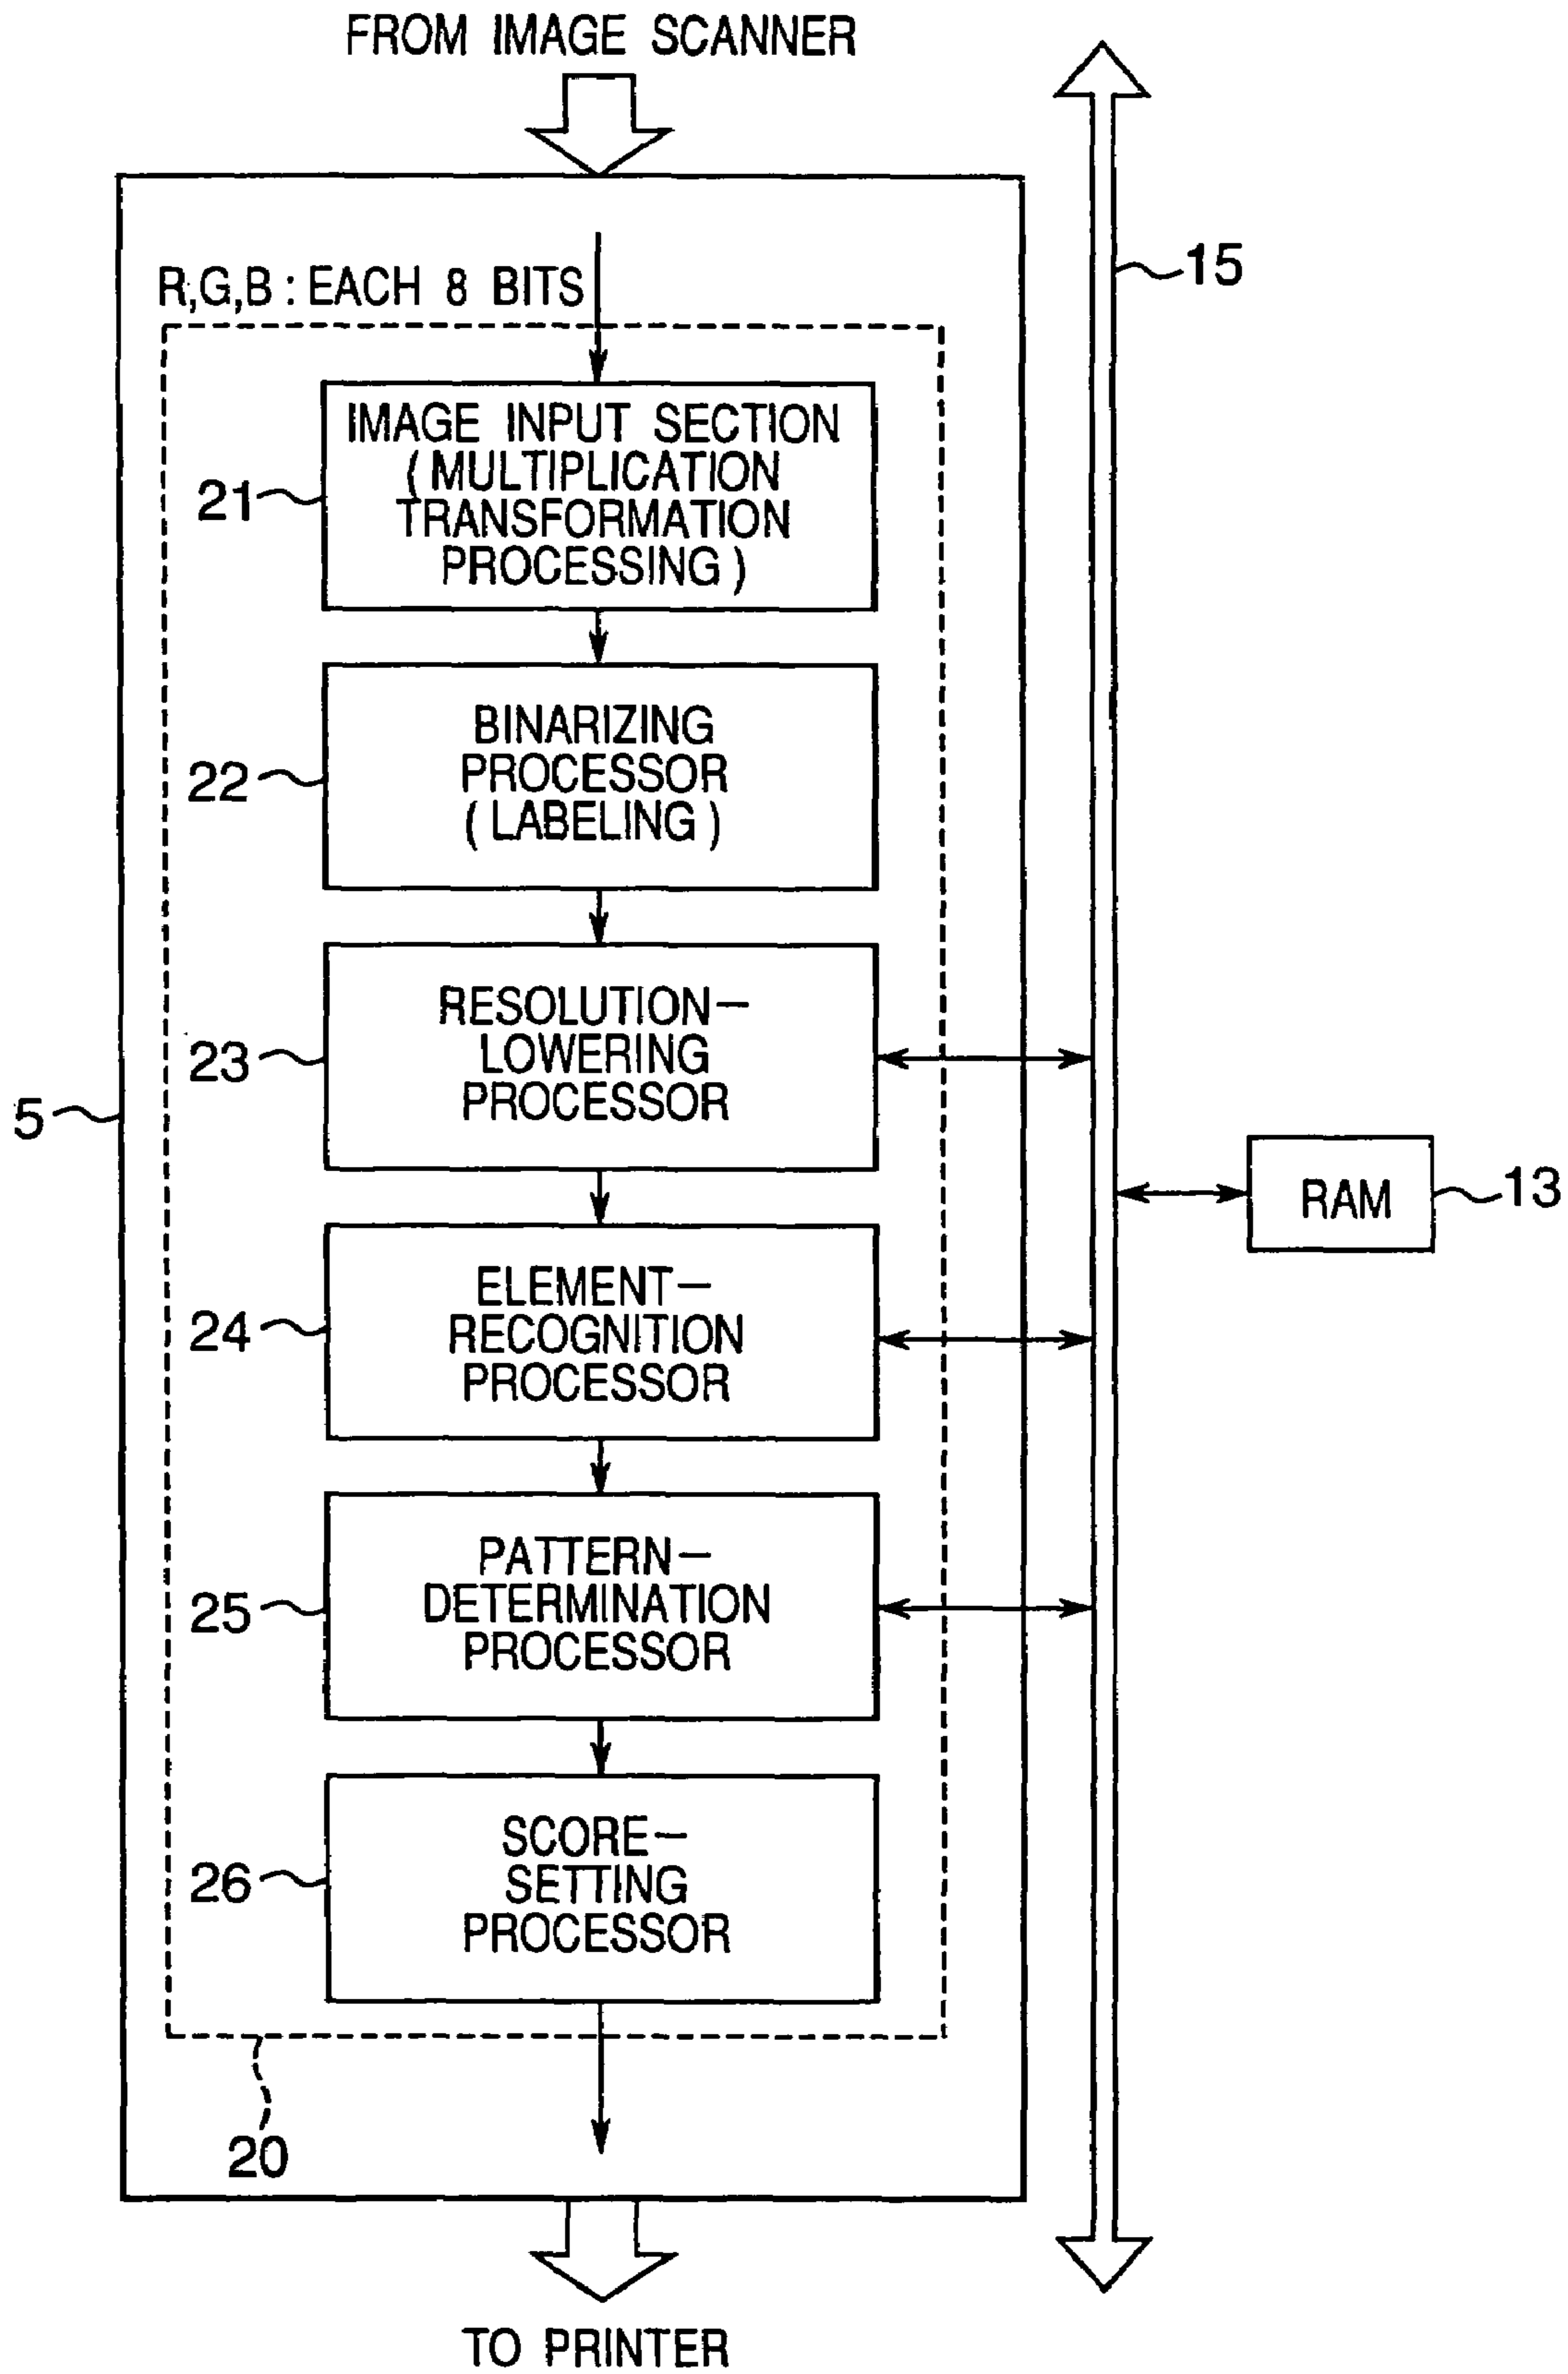 FROM IMAGE SCANNER
15
R,G,B : EACH 8 BITS
IMAGE INPUT SECTION
(MULTIPLICATION
TRANSFORMATION
PROCESSING)
21
BINARIZING
PROCESSOR
(LABELING)
22
RESOLUTION—
LOWERING
PROCESSOR
23
5
RAM
13
ELEMENT—
RECOGNITION
PROCESSOR
24
PATTERN—
DETERMINATION
PROCESSOR
25
SCORE—
SETTING
PROCESSOR
26
20
TO PRINTER